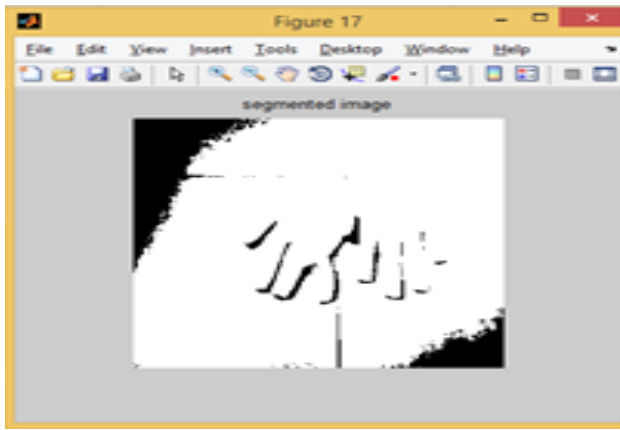 Figure 17
File Edit View Insert Tools Desktop Window Help
segmented image